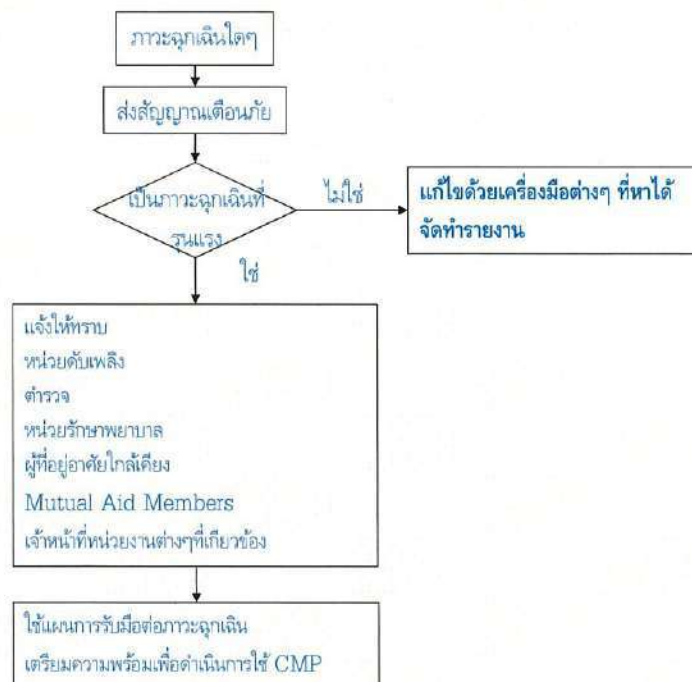 ภาวะฉุกเฉินใดๆ
ส่งสัญญาณเตือนภัย
เป็นภาวะฉุกเฉินที่
รุนแรง
ไม่ใช่
แก้ไขด้วยเครื่องมือต่างๆ ที่หาได้
จัดทำรายงาน
ใช่
แจ้งให้ทราบ
หน่วยดับเพลิง
ตำรวจ
หน่วยรักษาพยาบาล
ผู้ที่อยู่อาศัยใกล้เคียง
Mutual Aid Members
เจ้าหน้าที่หน่วยงานต่างๆที่เกียวข้อง
ใช้แผนการรับมือต่อภาวะฉุกเฉิน
เตรียมความพร้อมเพื่อดำเนินการใช้ CMP